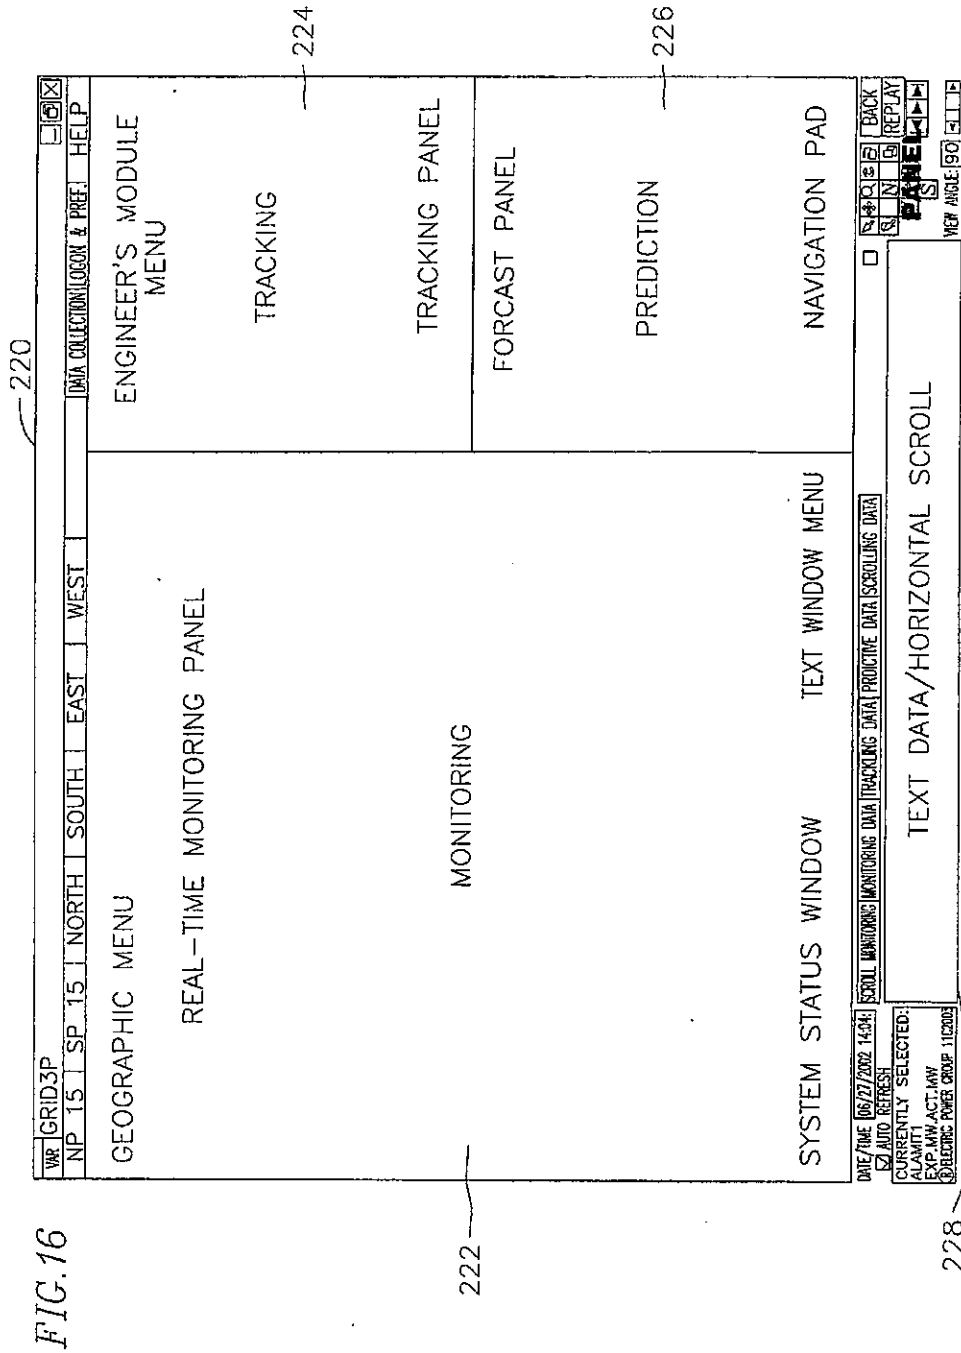 FIG.16
220
VAR GRID3P
NP 15 SP 15 NORTH SOUTH EAST WEST DATA COLLECTION LOGON & PREF. HELP
GEOGRAPHIC MENU
ENGINEER'S MODULE
MENU
REAL-TIME MONITORING PANEL
TRACKING
224
MONITORING
TRACKING PANEL
FORCAST PANEL
222
PREDICTION
226
SYSTEM STATUS WINDOW
TEXT WINDOW MENU
NAVIGATION PAD
DATE/TIME 06/27/2002 14:04:
SCROLL MONITORING MONITORING DATA TRACKLING DATA PRDICTIVE DATA SCROLLING DATA
BACK
AUTO REFRESH
N REPLAY
CURRENTLY SELECTED:
ALAMIT1
EXP.MW.ACT.MW
ELECTRIC POWER GROUP
TEXT DATA/HORIZONTAL SCROLL
PANEL
S
VIEW ANGLE: 90
228